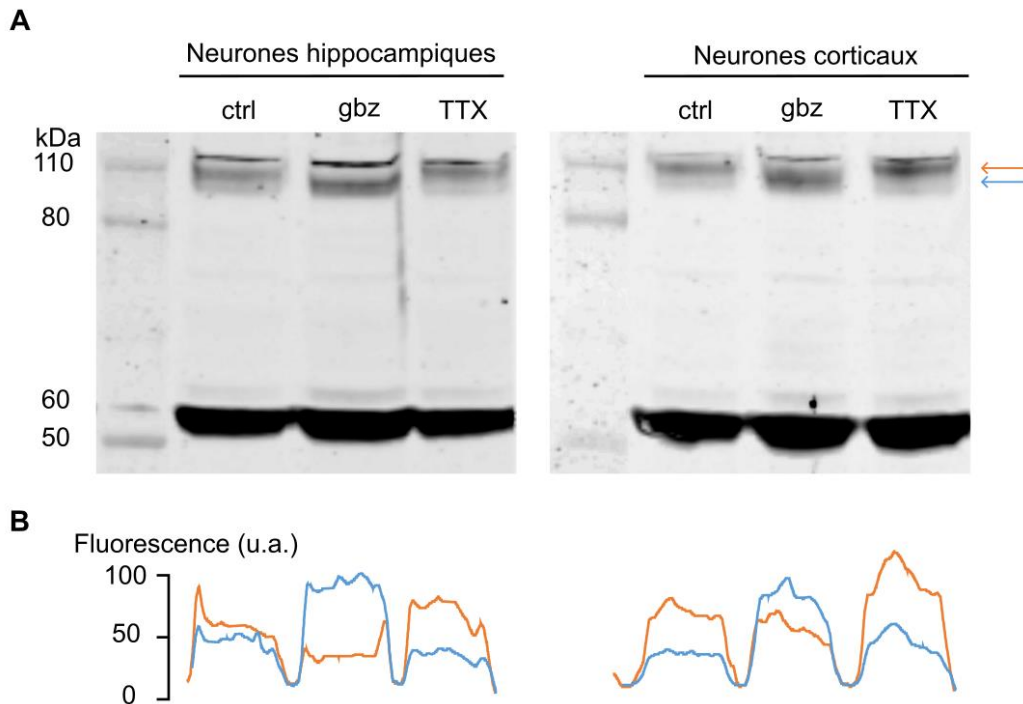 A
Neurones hippocampiques
Neurones corticaux
ctrl
gbz
TTX
ctrl
gbz
TTX
kDa
110
80
60
50
B
Fluorescence (u.a.)
100
50
0